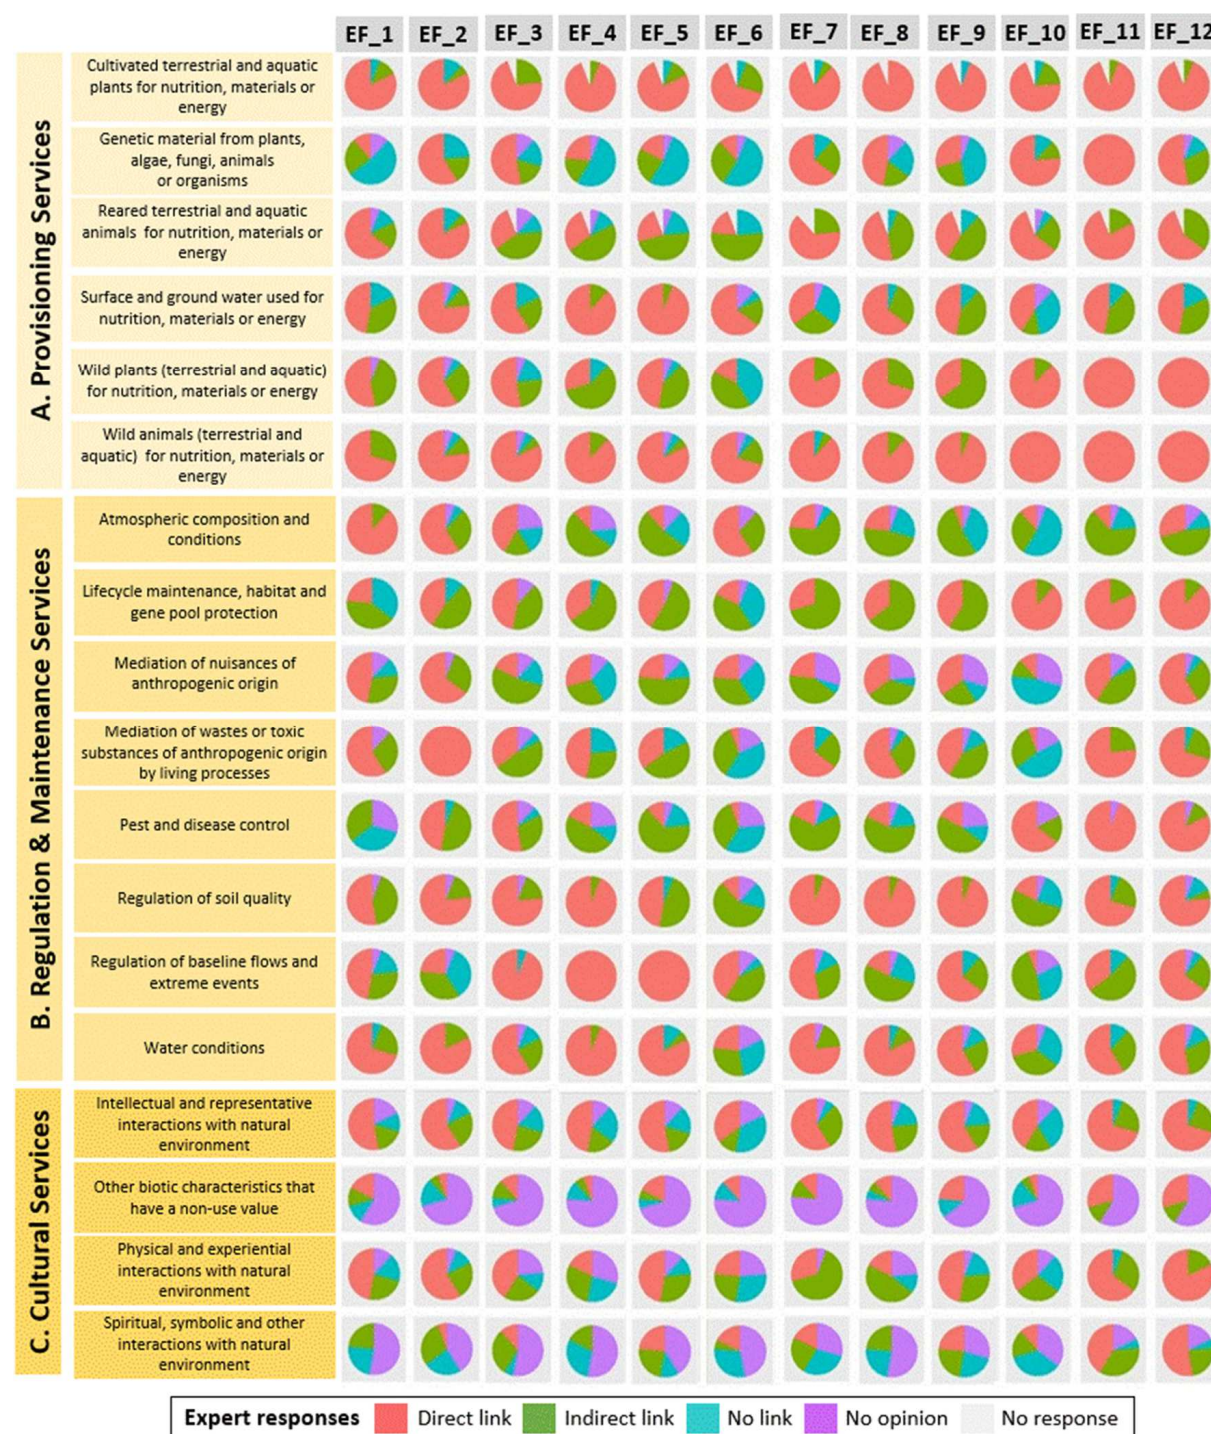 EF_1 EF_2 EF_3 EF_4 EF_5 EF_6 EF_7 EF_8 EF_9 EF_10 EF_11 EF_12
A. Provisioning Services
Cultivated terrestrial and aquatic
plants for nutrition, materials or
energy
Genetic material from plants,
algae, fungi, animals
or organisms
Reared terrestrial and aquatic
animals for nutrition, materials or
energy
Surface and ground water used for
nutrition, materials or energy
Wild plants (terrestrial and aquatic)
for nutrition, materials or energy
Wild animals (terrestrial and
aquatic) for nutrition, materials or
energy
B. Regulation & Maintenance Services
Atmospheric composition and
conditions
Lifecycle maintenance, habitat and
gene pool protection
Mediation of nuisances of
anthropogenic origin
Mediation of wastes or toxic
substances of anthropogenic origin
by living processes
Pest and disease control
Regulation of soil quality
Regulation of baseline flows and
extreme events
Water conditions
C. Cultural Services
Intellectual and representative
interactions with natural
environment
Other biotic characteristics that
have a non-use value
Physical and experiential
interactions with natural
environment
Spiritual, symbolic and other
interactions with natural
environment
Expert responses Direct link Indirect link No link No opinion No response